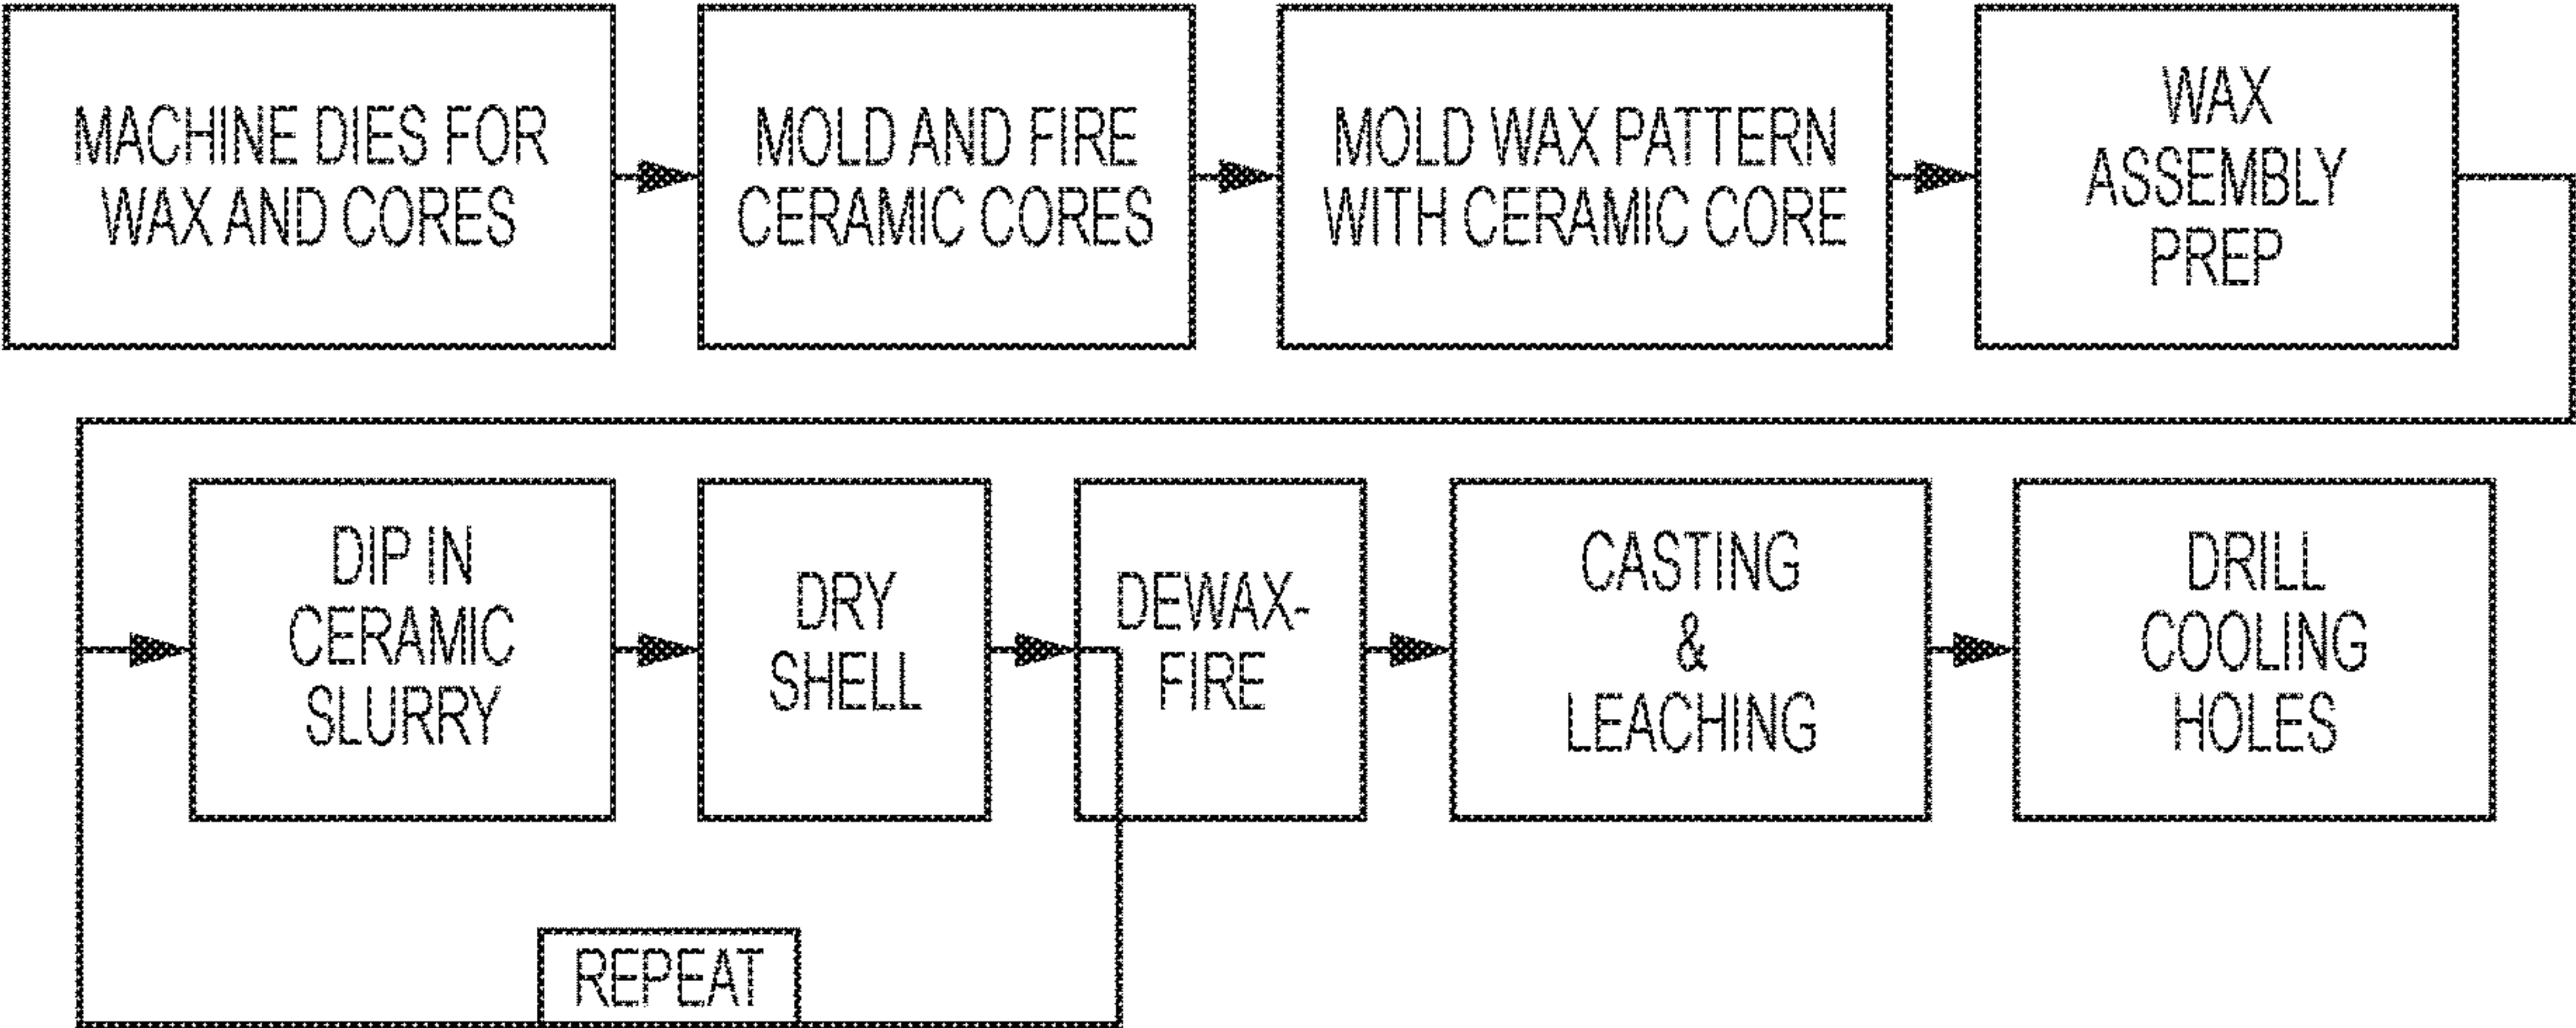 MACHINE DIES FOR
WAX AND CORES
MOLD AND FIRE
CERAMIC CORES
MOLD WAX PATTERN
WITH CERAMIC CORE
WAX
ASSEMBLY
PREP
DIP IN
CERAMIC
SLURRY
DRY
SHELL
DEWAX-
FIRE
CASTING
&
LEACHING
DRILL
COOLING
HOLES
REPEAT